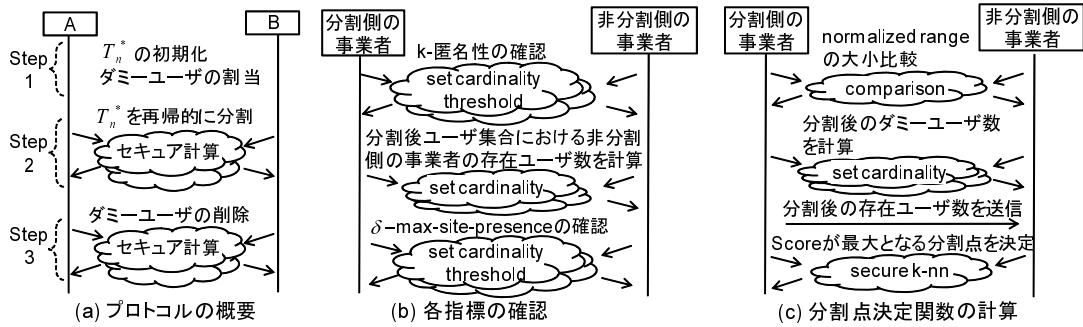 A
B
Step
1
T*n の初期化
ダミーユーザの割当
Step
2
T*n を再帰的に分割
セキュア計算
Step
3
ダミーユーザの削除
セキュア計算
(a) プロトコルの概要
分割側の
事業者
非分割側の
事業者
k-匿名性の確認
set cardinality
threshold
分割後ユーザ集合における非分割
側の事業者の存在ユーザ数を計算
set cardinality
δ-max-site-presenceの確認
set cardinality
threshold
(b) 各指標の確認
分割側の
事業者
非分割側の
事業者
normalized range
の大小比較
comparison
分割後のダミーユーザ数
を計算
set cardinality
分割後の存在ユーザ数を送信
Scoreが最大となる分割点を決定
secure k-nn
(c) 分割点決定関数の計算